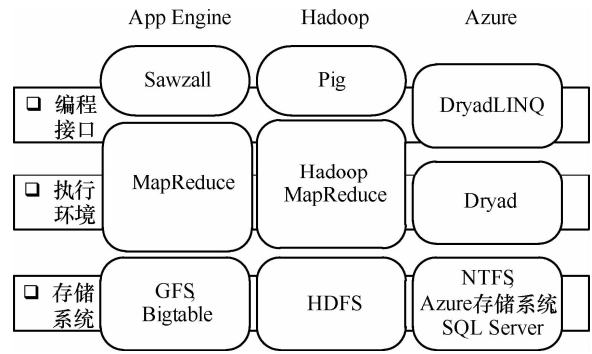 App Engine Hadoop Azure
Sawzall Pig
❑ 编程
接口
DryadLINQ
MapReduce
Hadoop
MapReduce
❑ 执行
环境
Dryad
❑ 存储
系统
GFS,
Bigtable
HDFS
NTFS,
Azure存储系统
SQL Server